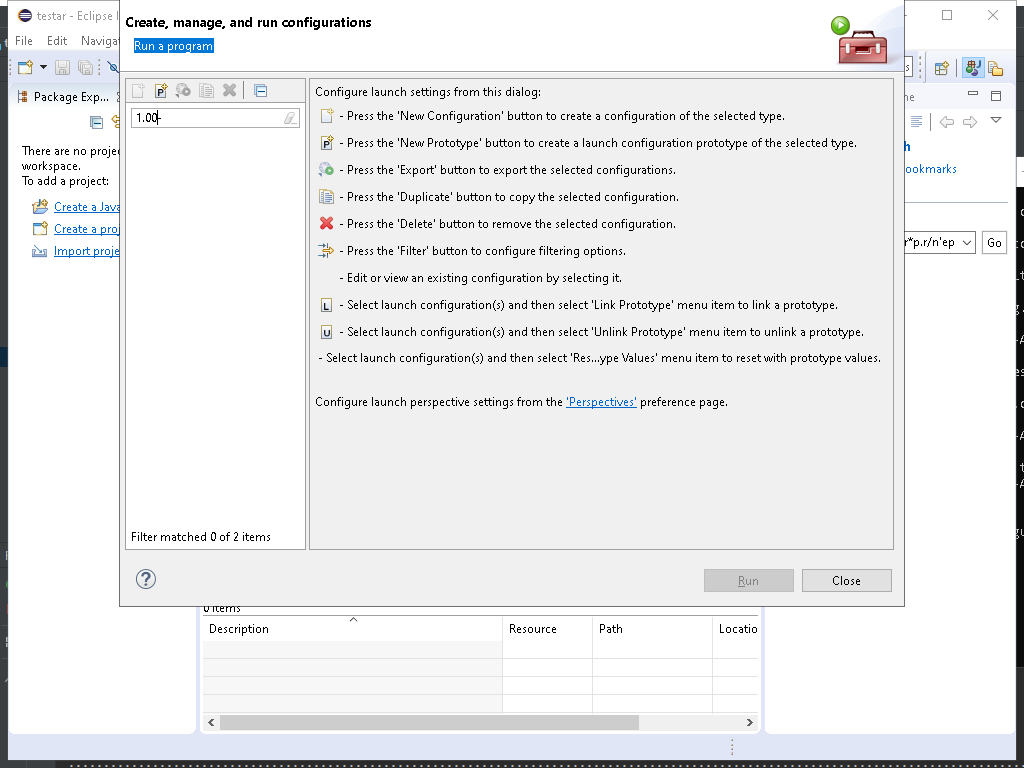 testar - Eclipse I
File Edit Navigat
Create, manage, and run configurations
Run a program
Package Exp...
1.00
There are no projec
workspace.
To add a project:
Create a Java
Create a proj
Import proje
Filter matched 0 of 2 items
Configure launch settings from this dialog:
- Press the 'New Configuration' button to create a configuration of the selected type.
- Press the 'New Prototype' button to create a launch configuration prototype of the selected type.
- Press the 'Export' button to export the selected configurations.
- Press the 'Duplicate' button to copy the selected configuration.
- Press the 'Delete' button to remove the selected configuration.
- Press the 'Filter' button to configure filtering options.
- Edit or view an existing configuration by selecting it.
- Select launch configuration(s) and then select 'Link Prototype' menu item to link a prototype.
- Select launch configuration(s) and then select 'Unlink Prototype' menu item to unlink a prototype.
- Select launch configuration(s) and then select 'Res...ype Values' menu item to reset with prototype values.
Configure launch perspective settings from the 'Perspectives' preference page.
Run
Close
ookmarks
r*p.r/n'ep
Go
0 items
Description Resource Path Locatio